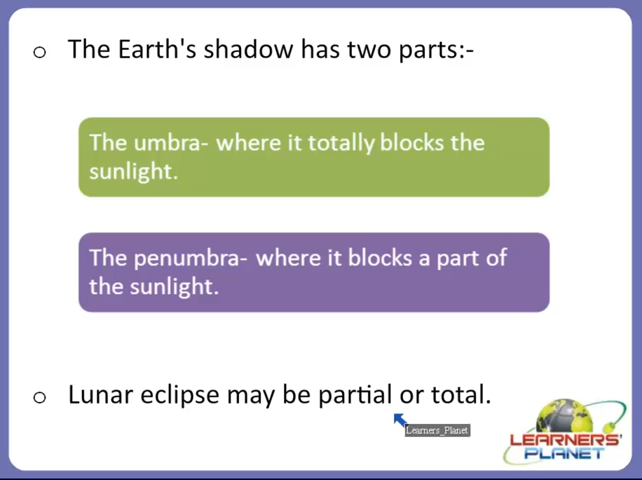 o The Earth's shadow has two parts:-
The umbra- where it totally blocks the
sunlight.
The penumbra- where it blocks a part of
the sunlight.
o Lunar eclipse may be partial or total.
Learners_Planet
LEARNERS'
PLANET